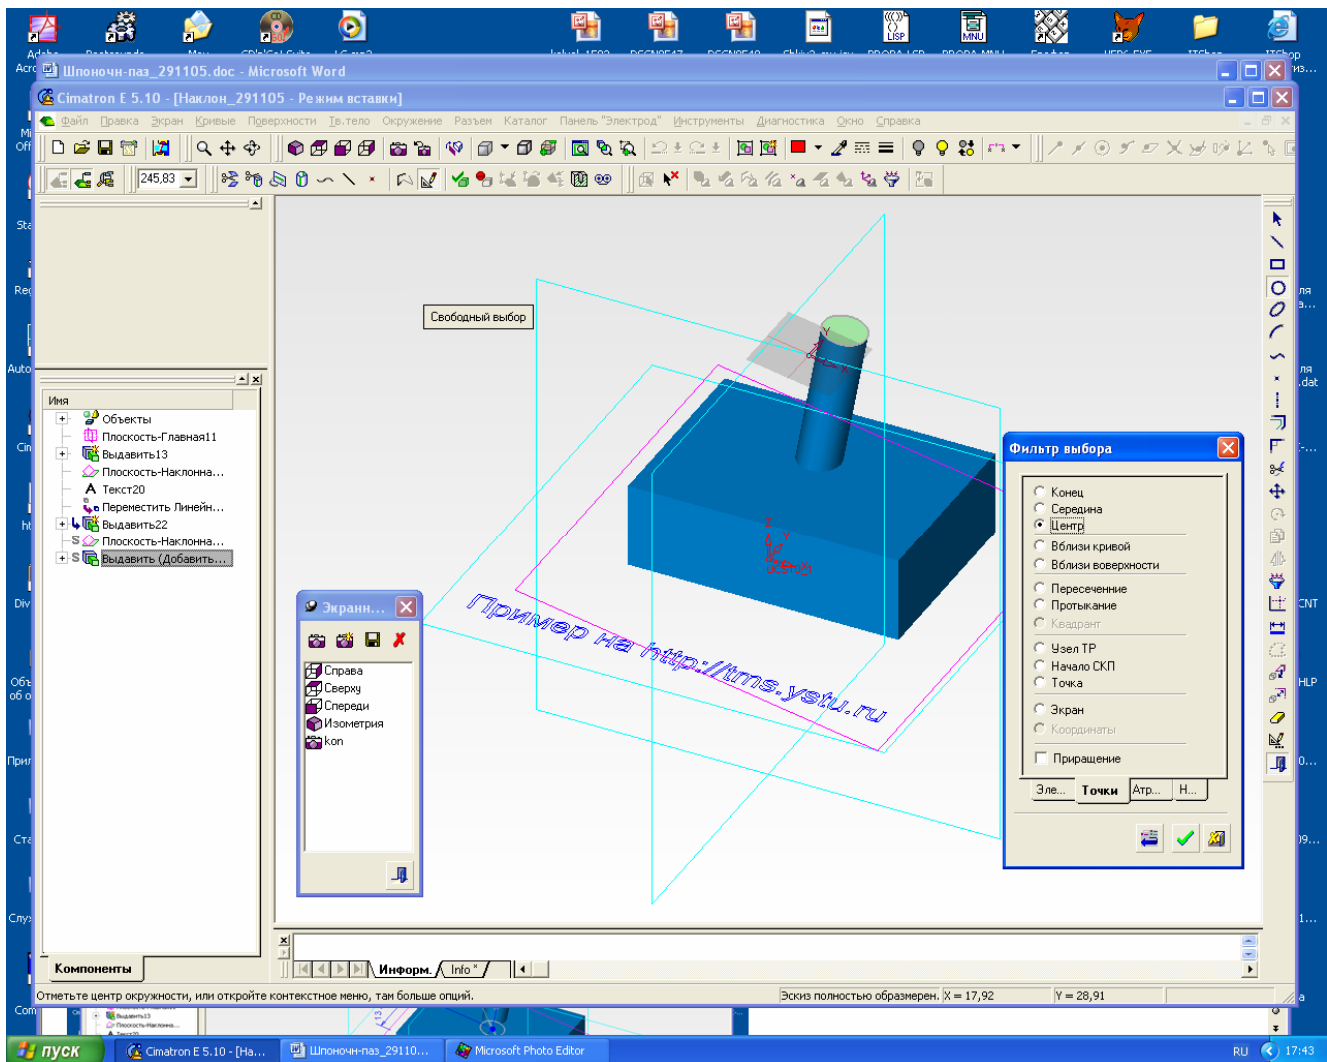 Шпоночн-паз_291105.doc - Microsoft Word
Cimatron E 5.10 - [Наклон_291105 - Режим вставки]
Файл Правка Экран Кривые Поверхности Тв.тело Окружение Разъем Каталог Панель "Электрод" Инструменты Диагностика Окно Справка
245,83
Свободный выбор
Имя
Объекты
Плоскость-Главная11
Выдавить13
Плоскость-Наклонна...
Текст20
Переместить Линейн...
Выдавить22
Плоскость-Наклонна...
Выдавить (Добавить...
Компоненты
Экранн...
Справа
Сверху
Спереди
Изометрия
kon
Пример на http://tms.ystu.ru
Фильтр выбора
Конец
Середина
Центр
Вблизи кривой
Вблизи воверхности
Пересеченние
Протыкание
Квадрант
Узел ТР
Начало СКП
Точка
Экран
Координаты
Приращение
Эле... Точки Атр... Н...
Информ. Info *
Отметьте центр окружности, или откройте контекстное меню, там больше опций.
Эскиз полностью образмерен. X = 17,92 Y = 28,91
пуск Cimatron E 5.10 - [На... Шпоночн-паз_29110... Microsoft Photo Editor RU 17:43